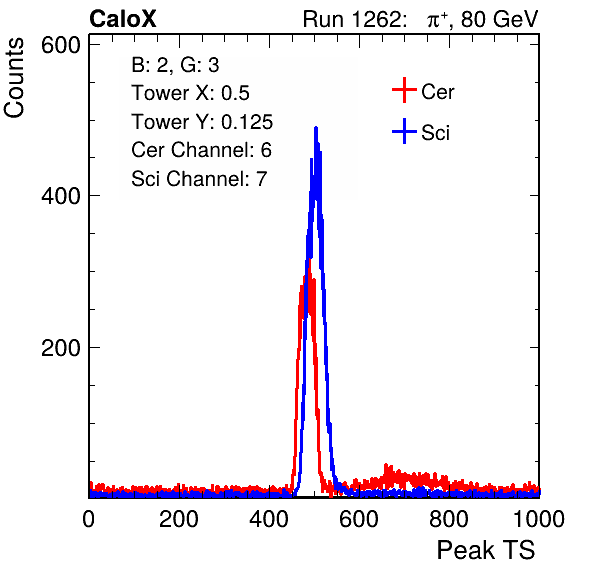 CaloX Run 1262: π⁺, 80 GeV
Counts
600
400
200
B: 2, G: 3
Tower X: 0.5
Tower Y: 0.125
Cer Channel: 6
Sci Channel: 7
Cer
Sci
0 200 400 600 800 1000
Peak TS